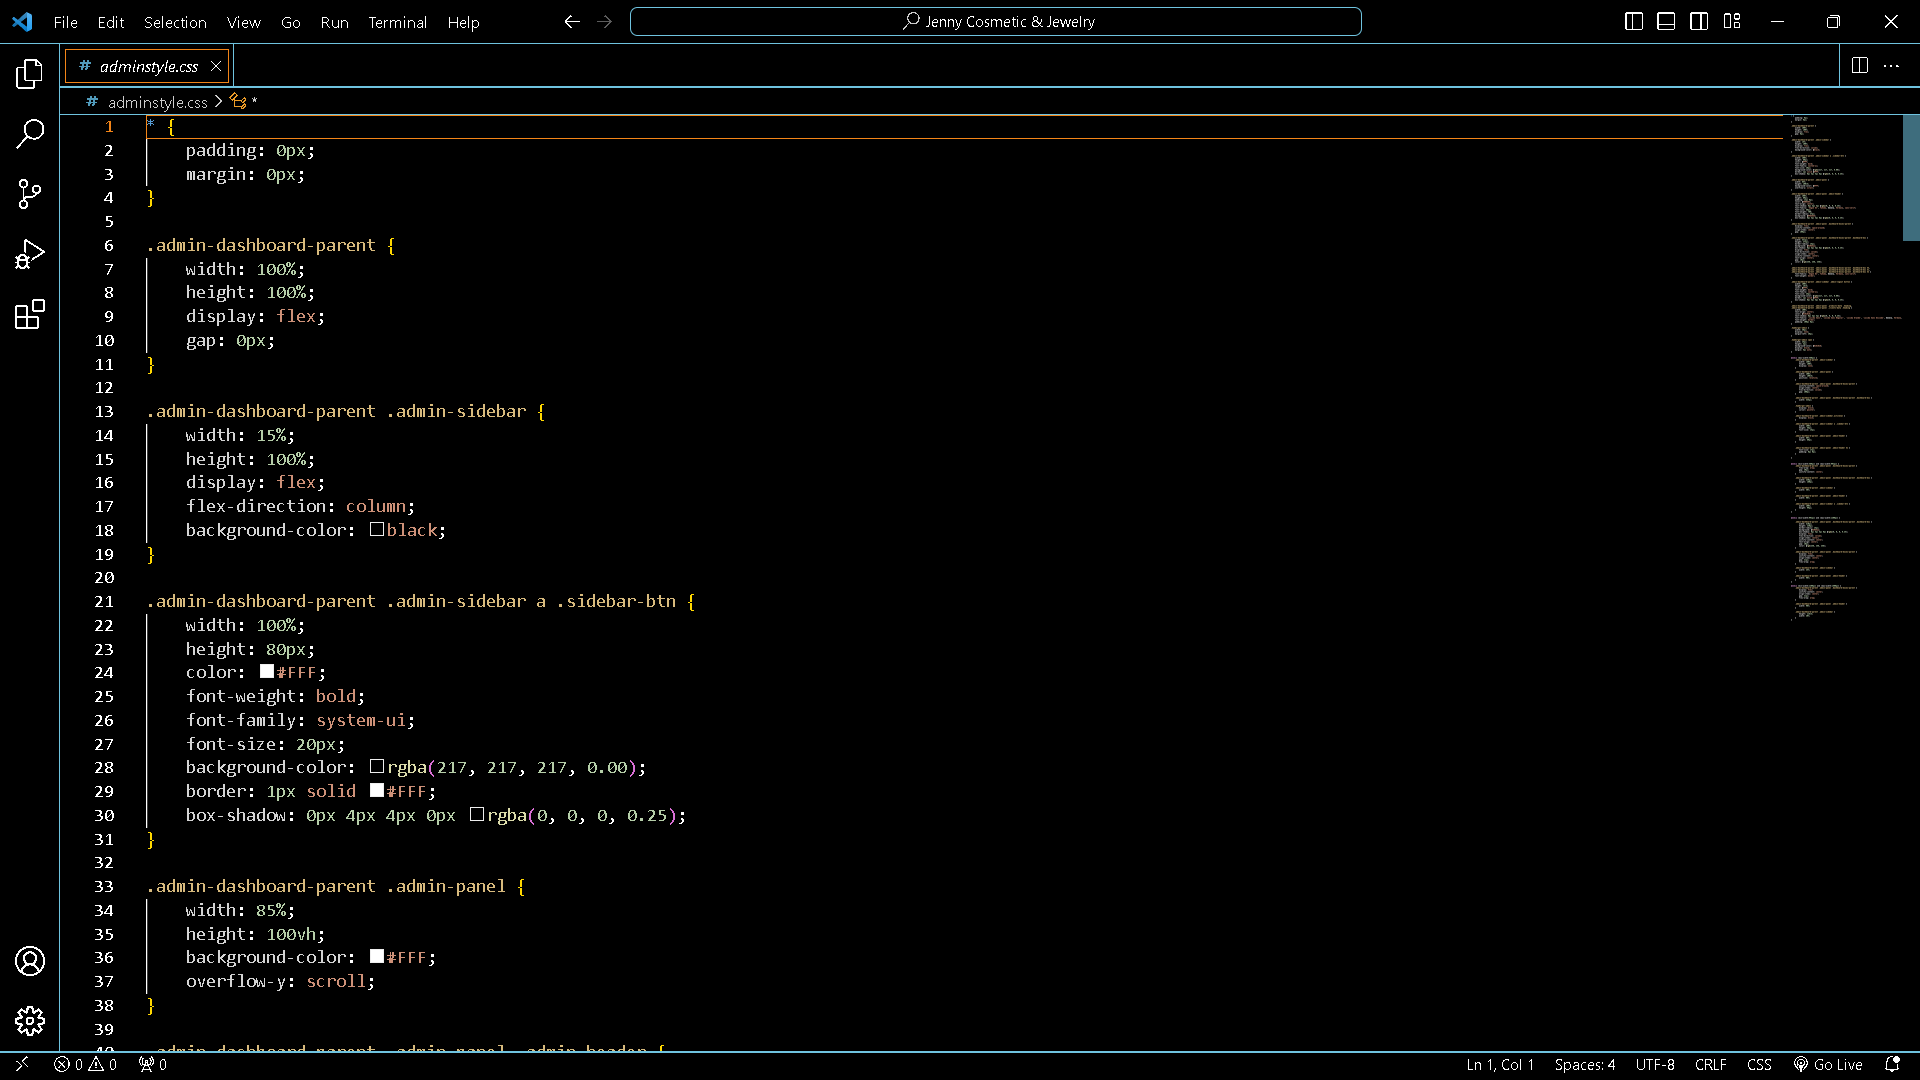 File Edit Selection View Go Run Terminal Help Jenny Cosmetic & Jewelry
# adminstyle.css
# adminstyle.css > *
1 * {
2 padding: 0px;
3 margin: 0px;
4 }
5
6 .admin-dashboard-parent {
7 width: 100%;
8 height: 100%;
9 display: flex;
10 gap: 0px;
11 }
12
13 .admin-dashboard-parent .admin-sidebar {
14 width: 15%;
15 height: 100%;
16 display: flex;
17 flex-direction: column;
18 background-color: black;
19 }
20
21 .admin-dashboard-parent .admin-sidebar a .sidebar-btn {
22 width: 100%;
23 height: 80px;
24 color: #FFF;
25 font-weight: bold;
26 font-family: system-ui;
27 font-size: 20px;
28 background-color: rgba(217, 217, 217, 0.00);
29 border: 1px solid #FFF;
30 box-shadow: 0px 4px 4px 0px rgba(0, 0, 0, 0.25);
31 }
32
33 .admin-dashboard-parent .admin-panel {
34 width: 85%;
35 height: 100vh;
36 background-color: #FFF;
37 overflow-y: scroll;
38 }
39
40 .admin-dashboard-parent .admin-panel .admin-header {
0 0 0 Ln 1, Col 1 Spaces: 4 UTF-8 CRLF CSS Go Live